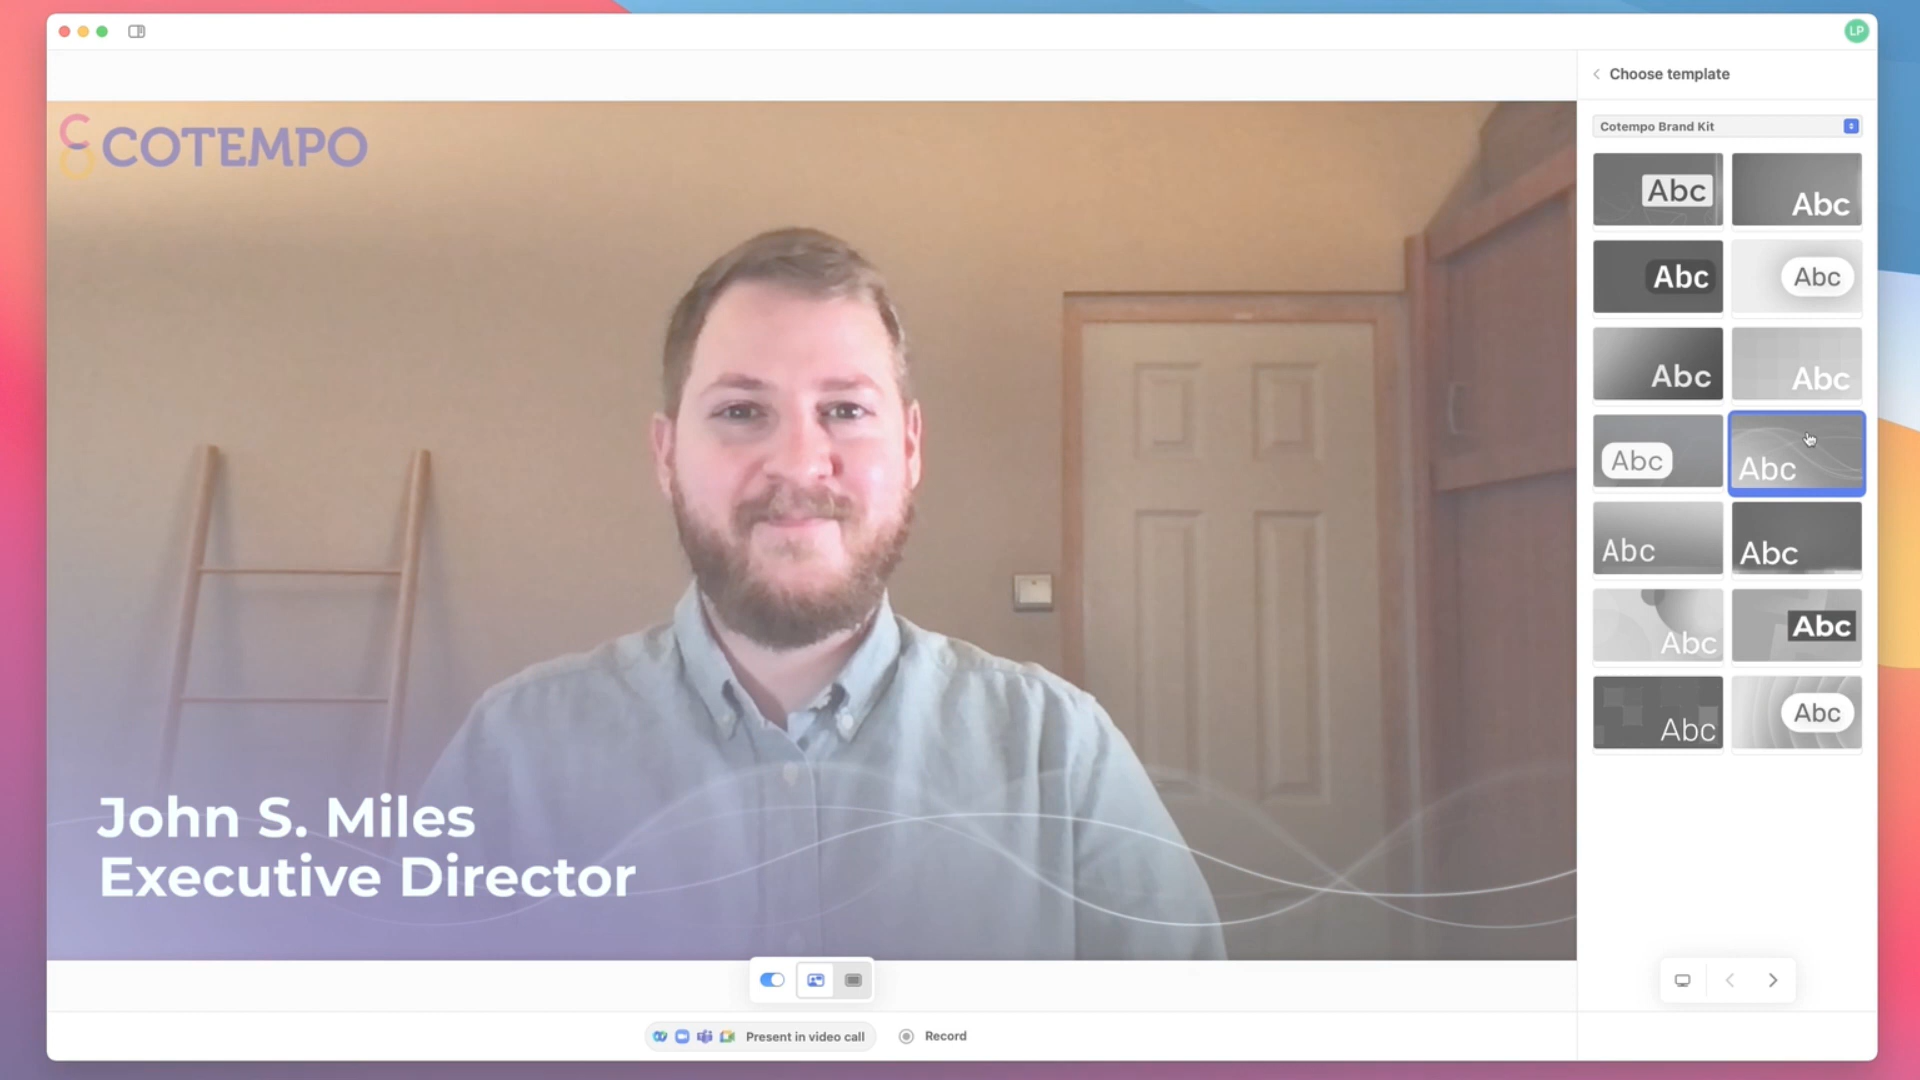 LP
Choose template
Cotempo Brand Kit
COTEMPO
Abc
Abc
Abc
Abc
Abc
Abc
Abc
Abc
Abc
Abc
Abc
Abc
Abc
Abc
John S. Miles
Executive Director
Present in video call
Record